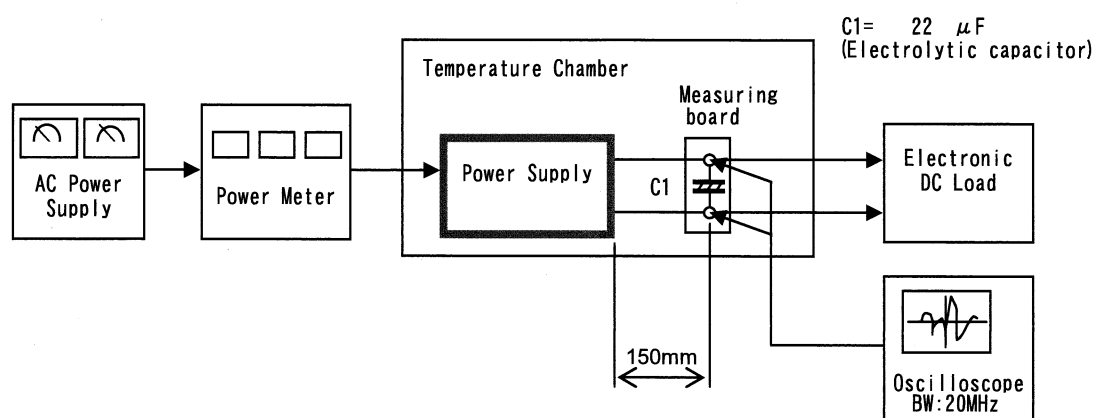 C1=   22  μF
(Electrolytic capacitor)
Temperature Chamber
Measuring
board
AC Power
Supply
Power Meter
Power Supply
C1
Electronic
DC Load
150mm
Oscilloscope
BW:20MHz